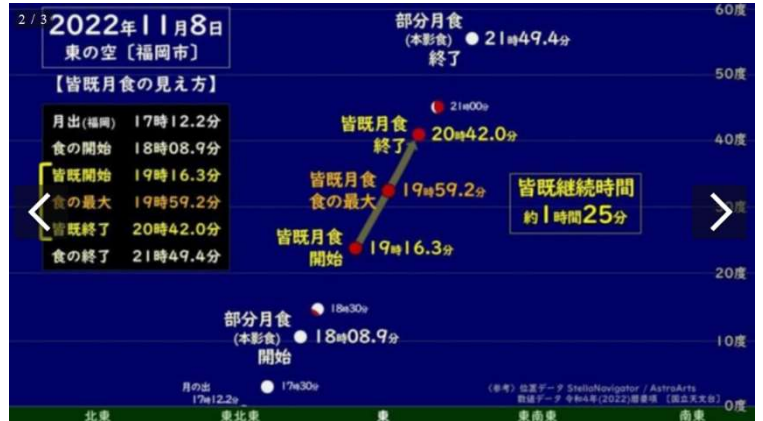 2 / 3
2022年11月8日
東の空〔福岡市〕
【皆既月食の見え方】
月出(福岡) 17時12.2分
食の開始 18時08.9分
皆既開始 19時16.3分
食の最大 19時59.2分
皆既終了 20時42.0分
食の終了 21時49.4分
部分月食
(本影食)
終了
21時49.4分
21時00分
皆既月食
終了
20時42.0分
皆既月食
食の最大
19時59.2分
皆既月食
開始
19時16.3分
皆既継続時間
約1時間25分
18時30分
部分月食
(本影食)
開始
18時08.9分
月の出
17時12.2分
17時30分
60度
50度
40度
30度
20度
10度
0度
(参考) 位置データ StellaNavigator / AstroArts
数値データ 令和4年(2022)暦要項 〔国立天文台〕
北東
東北東
東
東南東
南東